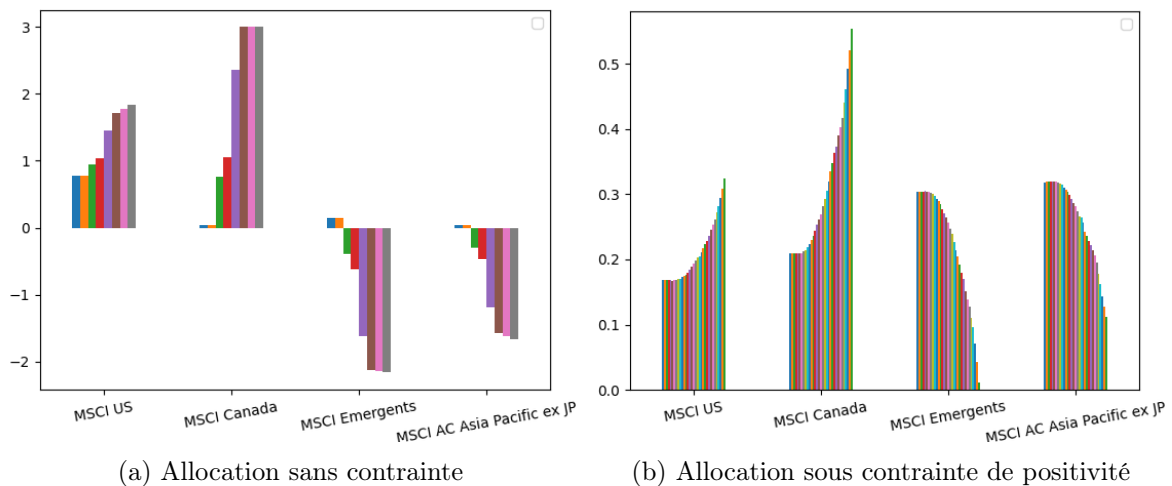 3
2
1
0
−1
−2
MSCI US
MSCI Canada
MSCI Emergents
MSCI AC Asia Pacific ex JP
(a) Allocation sans contrainte
0.5
0.4
0.3
0.2
0.1
0.0
MSCI US
MSCI Canada
MSCI Emergents
MSCI AC Asia Pacific ex JP
(b) Allocation sous contrainte de positivité